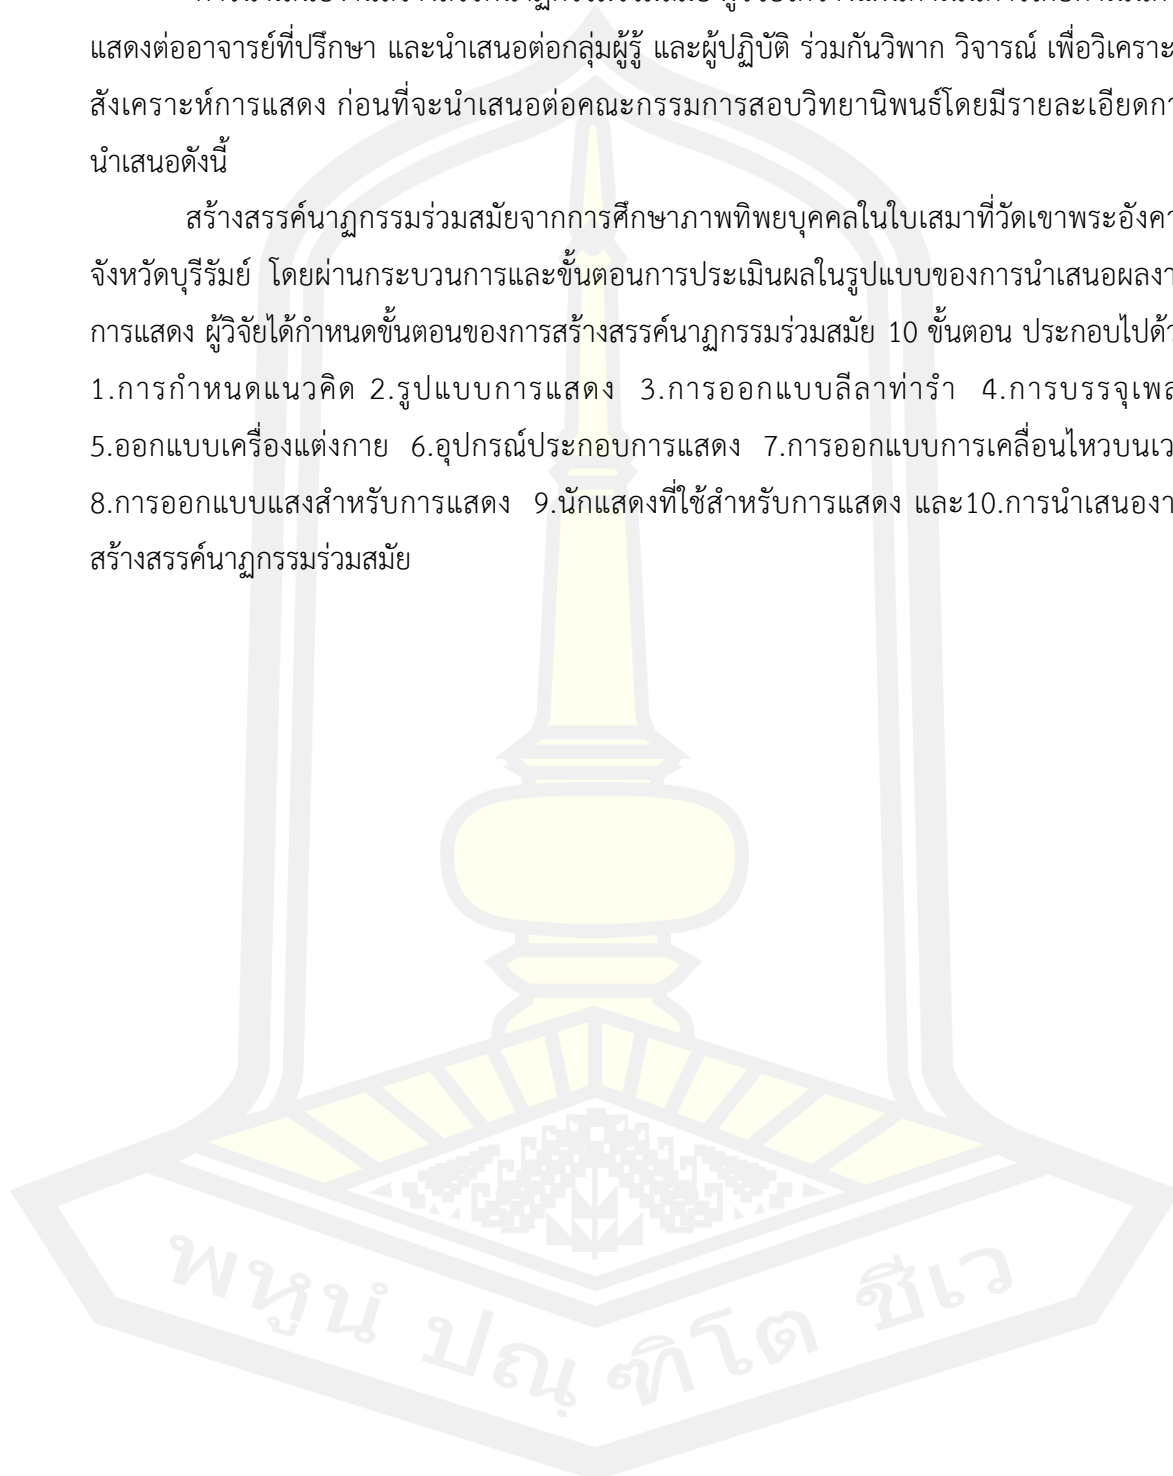 แสดงต่ออาจารย์ที่ปรึกษา และนำเสนอต่อกลุ่มผู้รู้ และผู้ปฏิบัติ ร่วมกันวิพาก วิจารณ์ เพื่อวิเคราะ
สังเคราะห์การแสดง ก่อนที่จะนำเสนอต่อคณะกรรมการสอบวิทยานิพนธ์โดยมีรายละเอียดกา
นำเสนอดังนี้
สร้างสรรค์นาฏกรรมร่วมสมัยจากการศึกษาภาพทิพยบุคคลในใบเสมาที่วัดเขาพระอังคา
จังหวัดบุรีรัมย์ โดยผ่านกระบวนการและขั้นตอนการประเมินผลในรูปแบบของการนำเสนอผลงา
การแสดง ผู้วิจัยได้กำหนดขั้นตอนของการสร้างสรรค์นาฏกรรมร่วมสมัย 10 ขั้นตอน ประกอบไปด้ว
1.การกำหนดแนวคิด 2.รูปแบบการแสดง 3.การออกแบบลีลาท่ารำ 4.การบรรจุเพล
5.ออกแบบเครื่องแต่งกาย 6.อุปกรณ์ประกอบการแสดง 7.การออกแบบการเคลื่อนไหวบนเว
8.การออกแบบแสงสำหรับการแสดง 9.นักแสดงที่ใช้สำหรับการแสดง และ10.การนำเสนองา
สร้างสรรค์นาฏกรรมร่วมสมัย
พหูนํ ปณฺฑิโต ชีเว